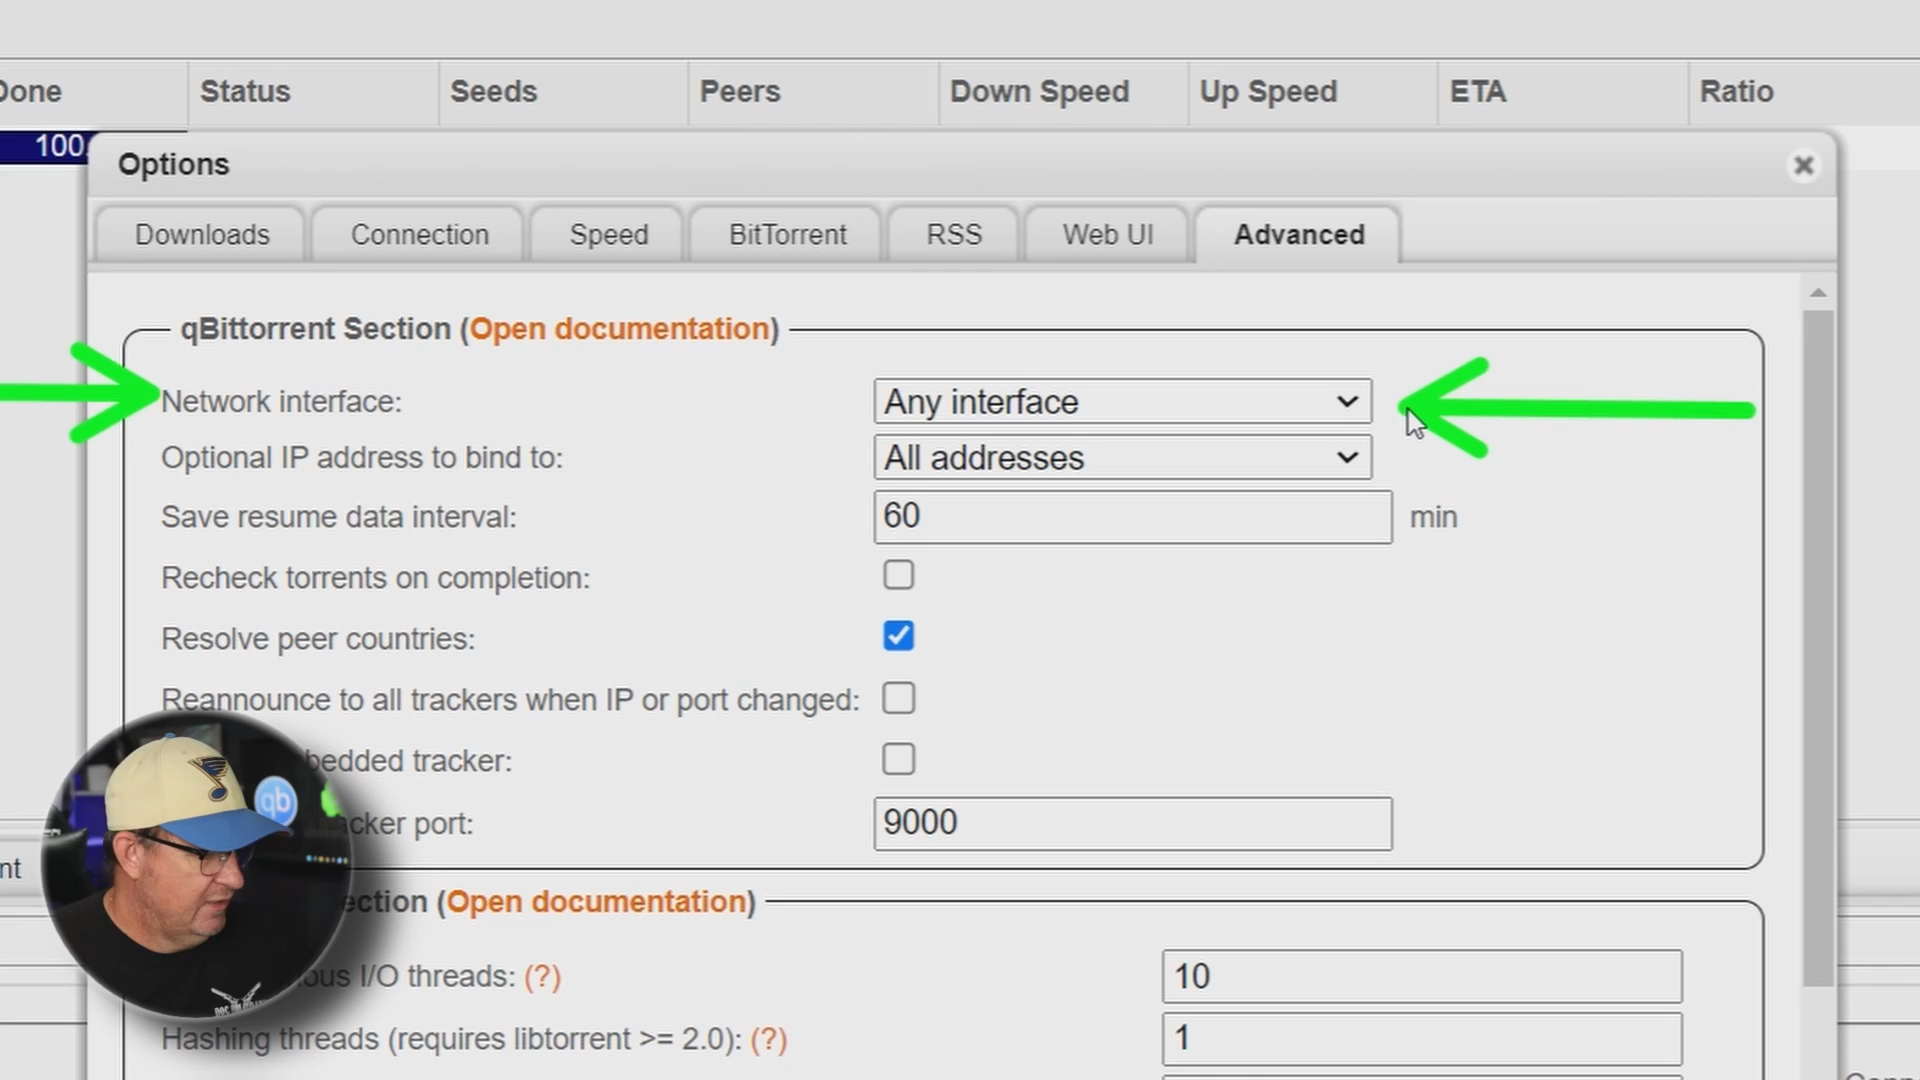 Done Status Seeds Peers Down Speed Up Speed ETA Ratio
100.
Options
Downloads Connection Speed BitTorrent RSS Web UI Advanced
qBittorrent Section (Open documentation)
Network interface: Any interface
Optional IP address to bind to: All addresses
Save resume data interval: 60 min
Recheck torrents on completion:
Resolve peer countries:
Reannounce to all trackers when IP or port changed:
bedded tracker:
qb
cker port: 9000
nt
ection (Open documentation)
ous I/O threads: (?) 10
Hashing threads (requires libtorrent >= 2.0): (?) 1